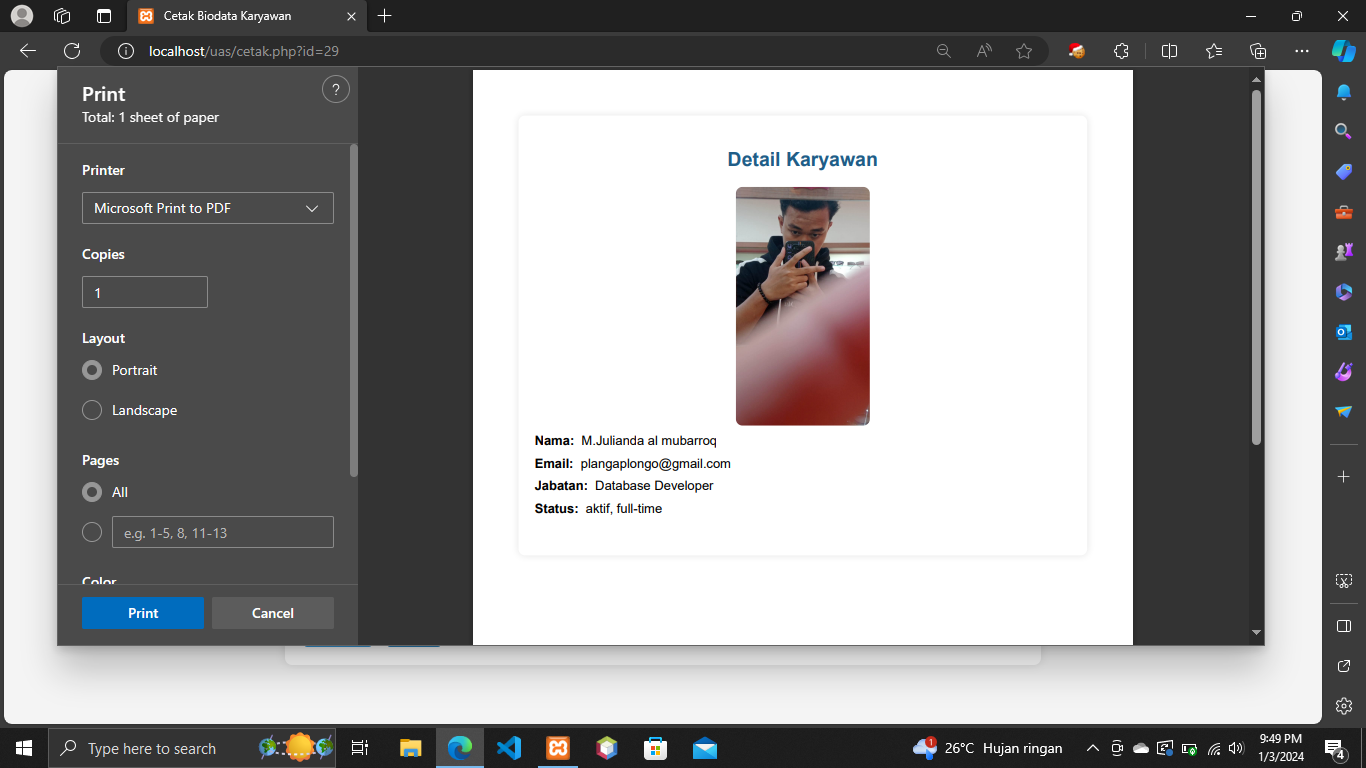 Cetak Biodata Karyawan
localhost/uas/cetak.php?id=29
Print
?
Total: 1 sheet of paper
Printer
Microsoft Print to PDF
Copies
1
Layout
Portrait
Landscape
Pages
All
e.g. 1-5, 8, 11-13
Color
Print
Cancel
Detail Karyawan
Nama: M.Julianda al mubarroq
Email: plangaplongo@gmail.com
Jabatan: Database Developer
Status: aktif, full-time
Type here to search
1
26°C Hujan ringan
9:49 PM
1/3/2024
4